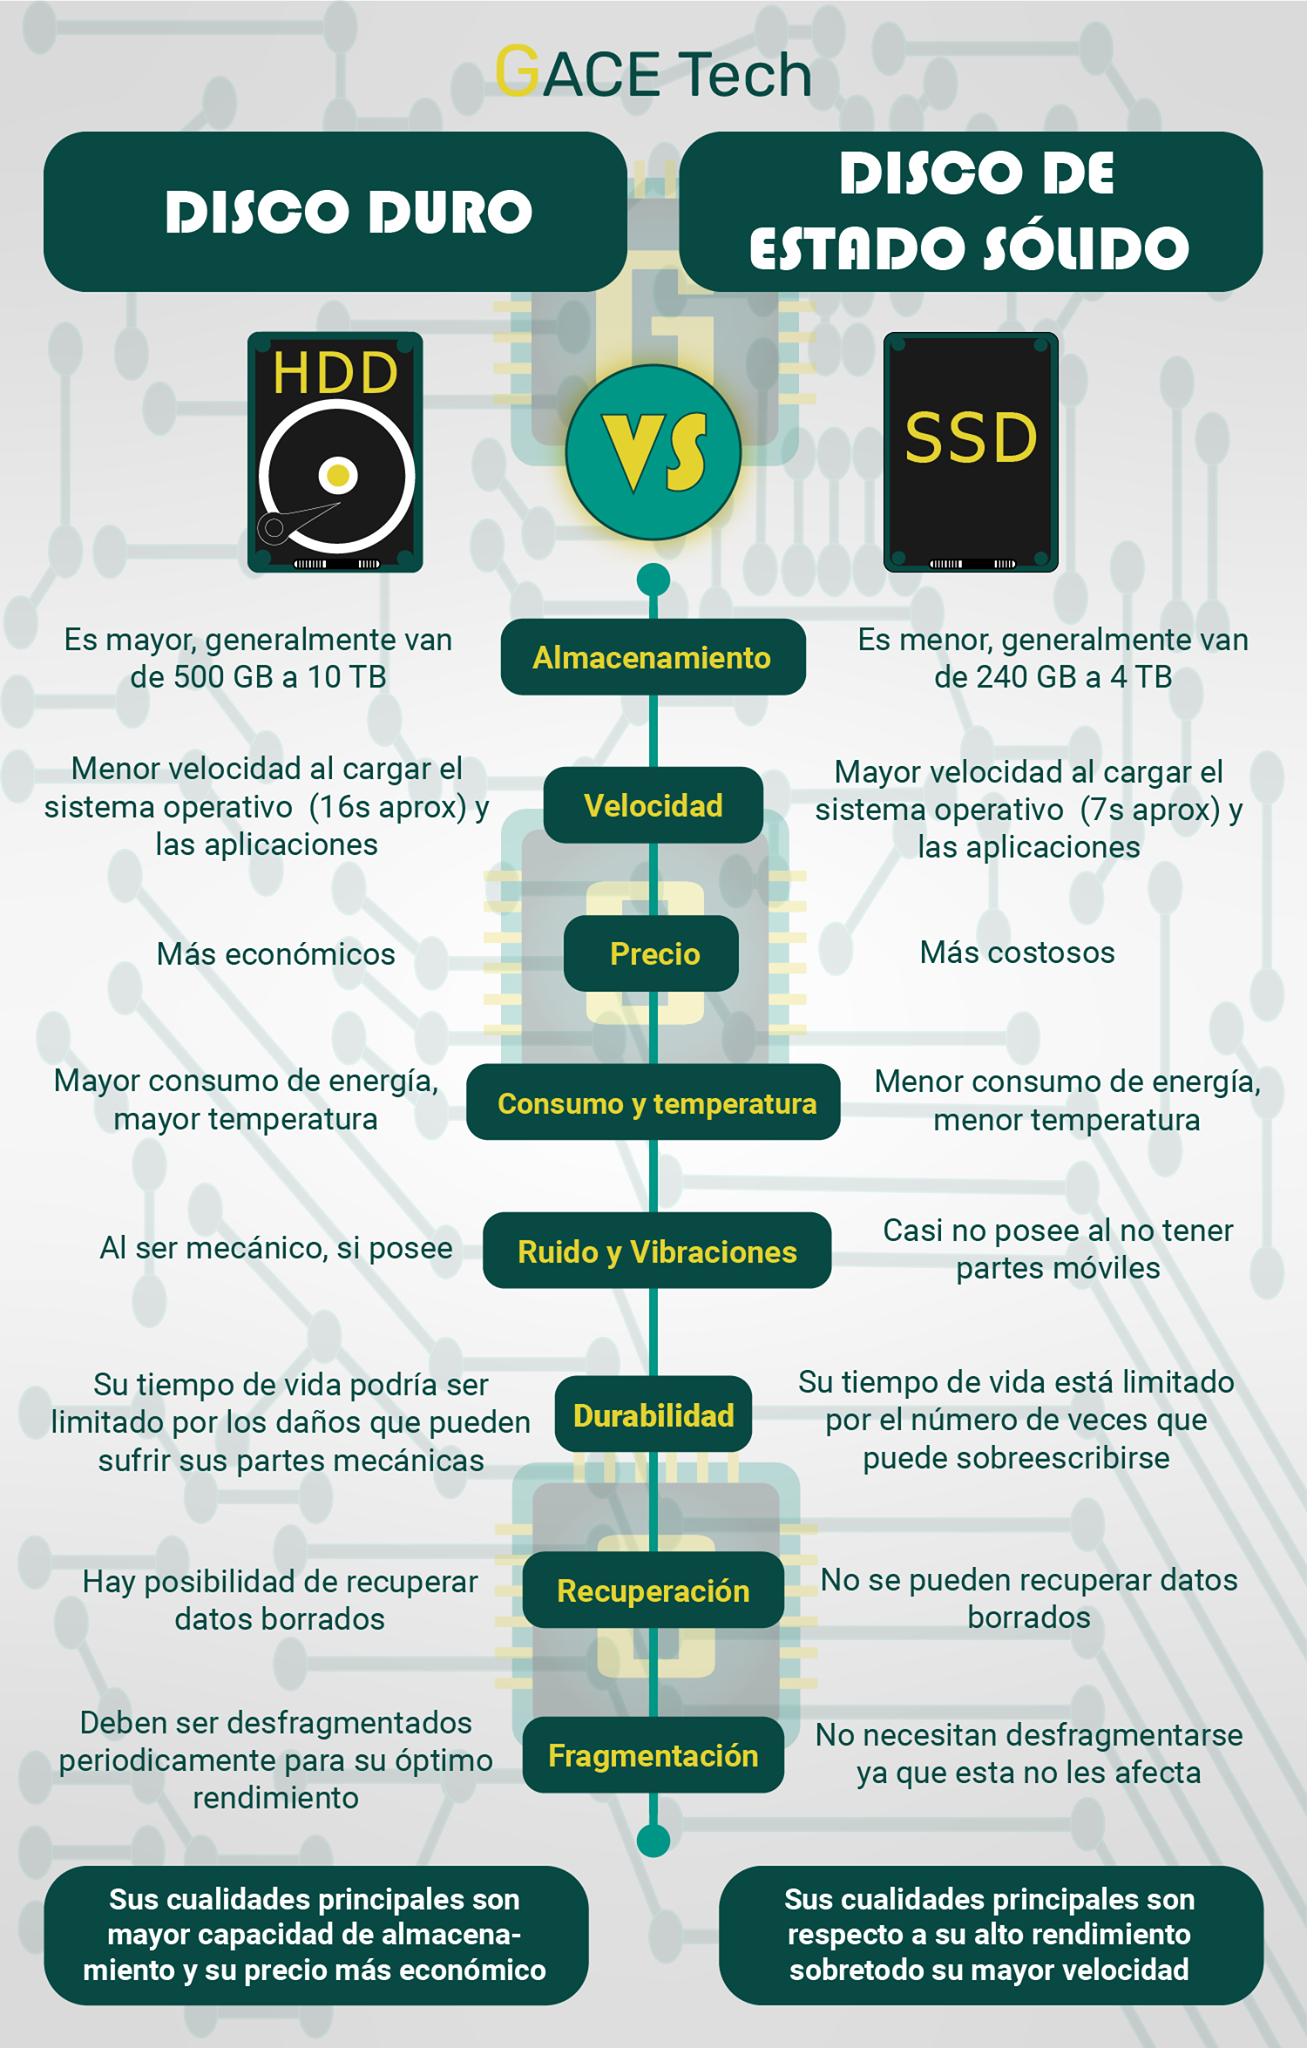 GACE Tech
DISCO DURO
DISCO DE
ESTADO SÓLIDO
HDD
VS
SSD
Es mayor, generalmente van
de 500 GB a 10 TB
Almacenamiento
Es menor, generalmente van
de 240 GB a 4 TB
Menor velocidad al cargar el
sistema operativo (16s aprox) y
las aplicaciones
Velocidad
Mayor velocidad al cargar el
sistema operativo (7s aprox) y
las aplicaciones
Más económicos
Precio
Más costosos
Mayor consumo de energía,
mayor temperatura
Consumo y temperatura
Menor consumo de energía,
menor temperatura
Al ser mecánico, si posee
Ruido y Vibraciones
Casi no posee al no tener
partes móviles
Su tiempo de vida podría ser
limitado por los daños que pueden
sufrir sus partes mecánicas
Durabilidad
Su tiempo de vida está limitado
por el número de veces que
puede sobreescribirse
Hay posibilidad de recuperar
datos borrados
Recuperación
No se pueden recuperar datos
borrados
Deben ser desfragmentados
periodicamente para su óptimo
rendimiento
Fragmentación
No necesitan desfragmentarse
ya que esta no les afecta
Sus cualidades principales son
mayor capacidad de almacena-
miento y su precio más económico
Sus cualidades principales son
respecto a su alto rendimiento
sobretodo su mayor velocidad